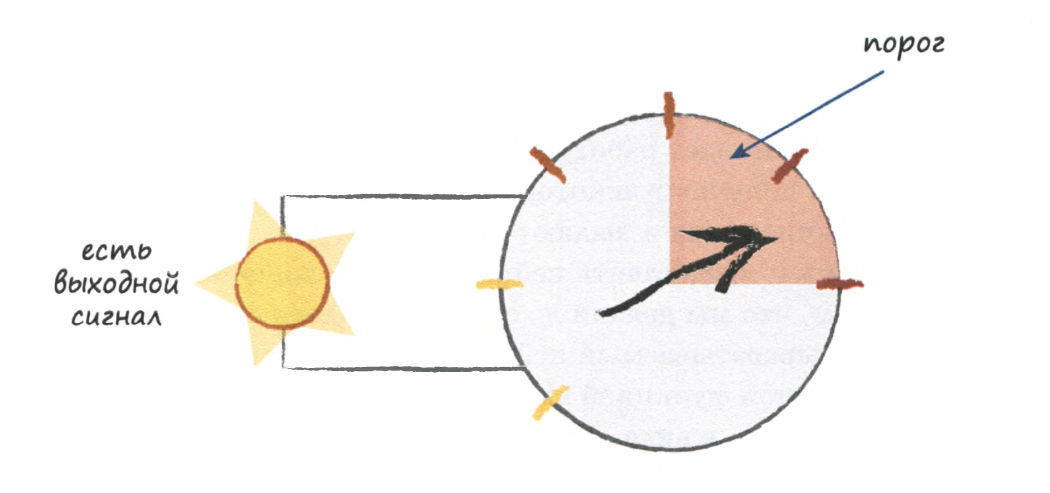 порог
есть
выходной
сигнал